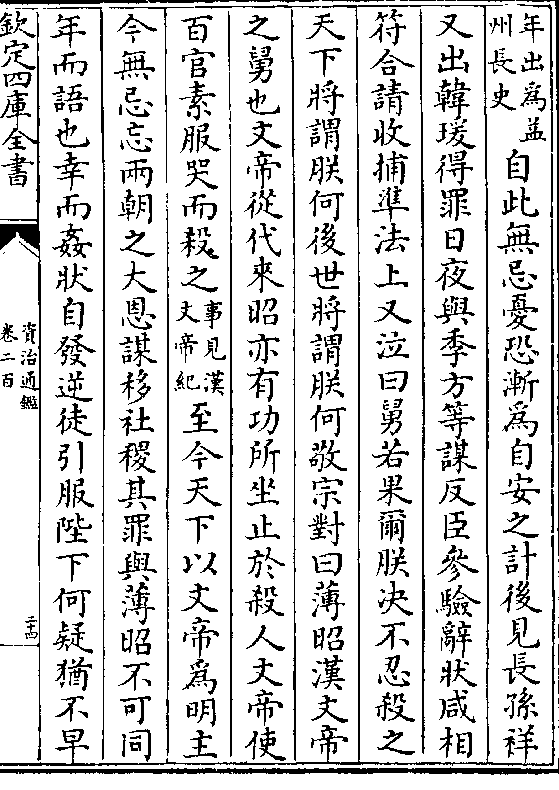 年出為益州長史自此無忌憂恐漸為自安之計後見長孫祥
又出韓瑗得罪日夜與季方等謀反臣參驗辭狀咸相
符合請收捕準法上又泣曰舅若果爾朕決不忍殺之
天下將謂朕何後世將謂朕何敬宗對曰薄昭漢文帝
之舅也文帝從代來昭亦有功所坐止於殺人文帝使
百官素服哭而殺之事見漢文帝紀至今天下以文帝為明主
今無忌忘兩朝之大恩謀移社稷其罪與薄昭不可同
年而語也幸而姦狀自發逆徒引服陛下何疑猶不早
欽定四庫全書
資治通鑑
卷二百
二十四